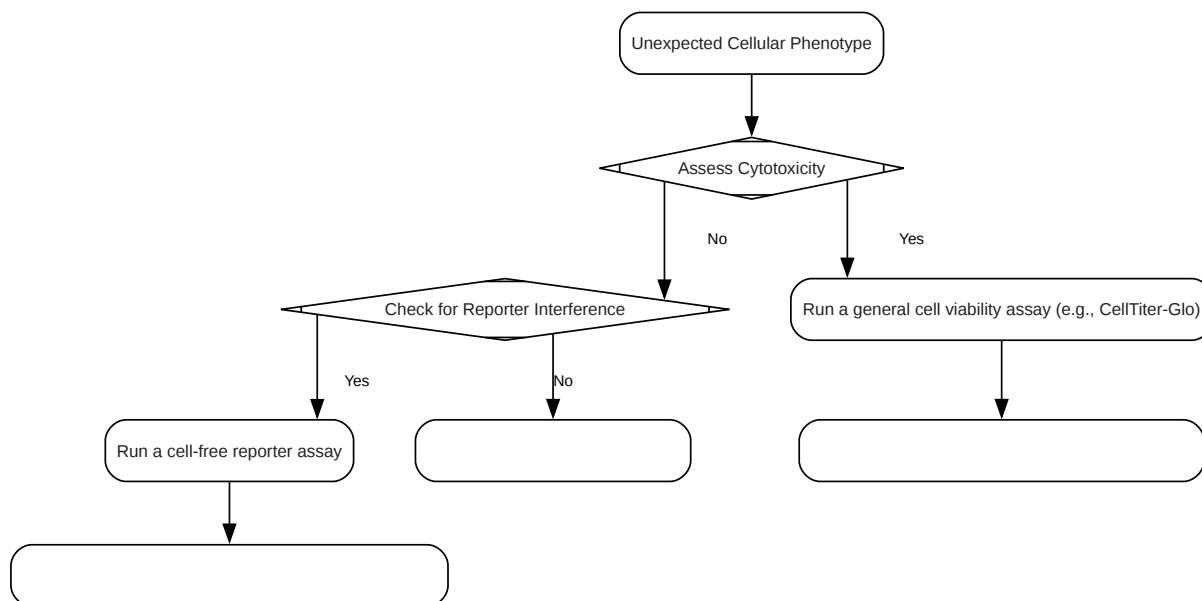 Unexpected Cellular Phenotype
Assess Cytotoxicity
No
Yes
Check for Reporter Interference
Run a general cell viability assay (e.g., CellTiter-Glo)
Yes
No
Run a cell-free reporter assay